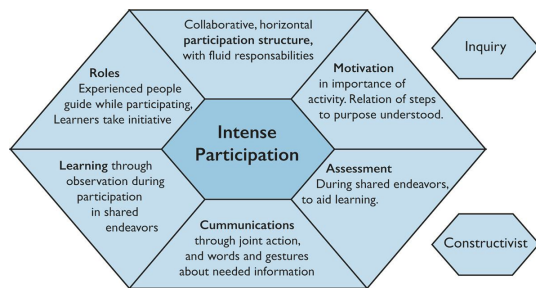 Collaborative, horizontal
participation structure,
with fluid responsabilities
Inquiry
Roles
Experienced people
guide while participating,
Learners take initiative
Motivation
in importance of
activity. Relation of steps
to purpose understood.
Intense
Participation
Learning through
observation during
participation
in shared
endeavors
Assessment
During shared endeavors,
to aid learning.
Cummunications
through joint action,
and words and gestures
about needed information
Constructivist